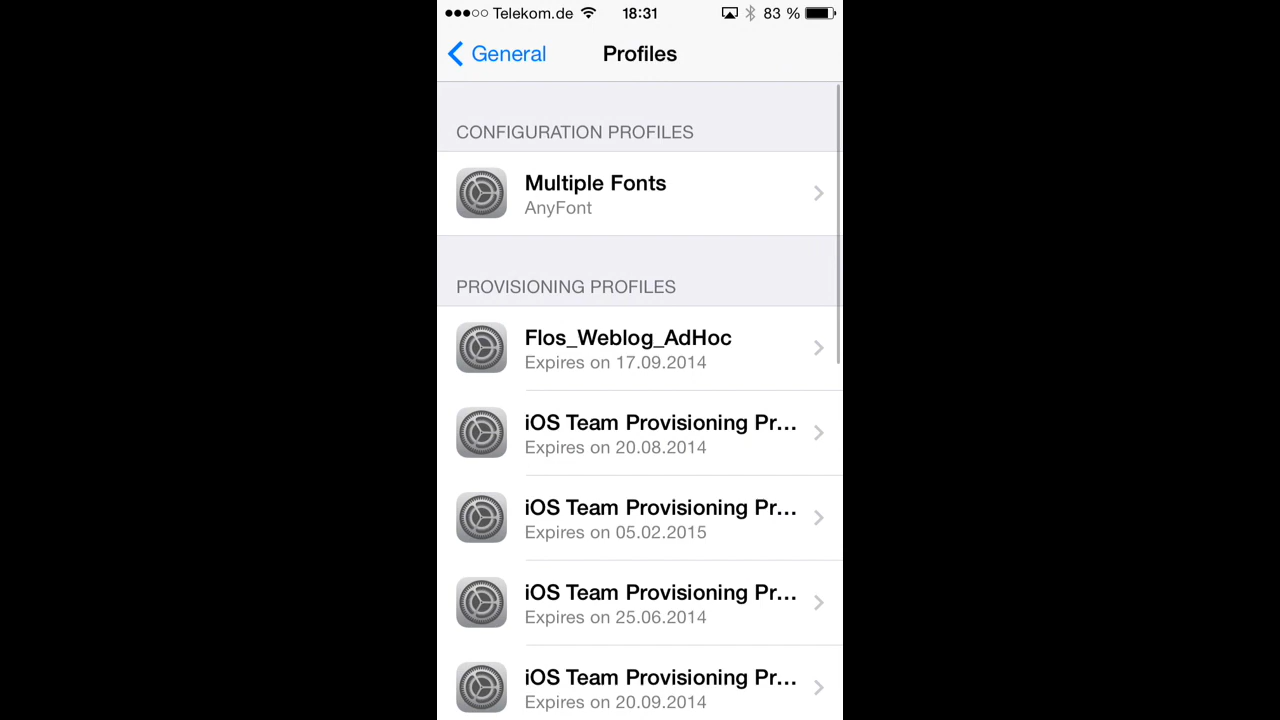 Telekom.de 18:31 83 %
General Profiles
CONFIGURATION PROFILES
Multiple Fonts
AnyFont
PROVISIONING PROFILES
Flos_Weblog_AdHoc
Expires on 17.09.2014
iOS Team Provisioning Pr...
Expires on 20.08.2014
iOS Team Provisioning Pr...
Expires on 05.02.2015
iOS Team Provisioning Pr...
Expires on 25.06.2014
iOS Team Provisioning Pr...
Expires on 20.09.2014